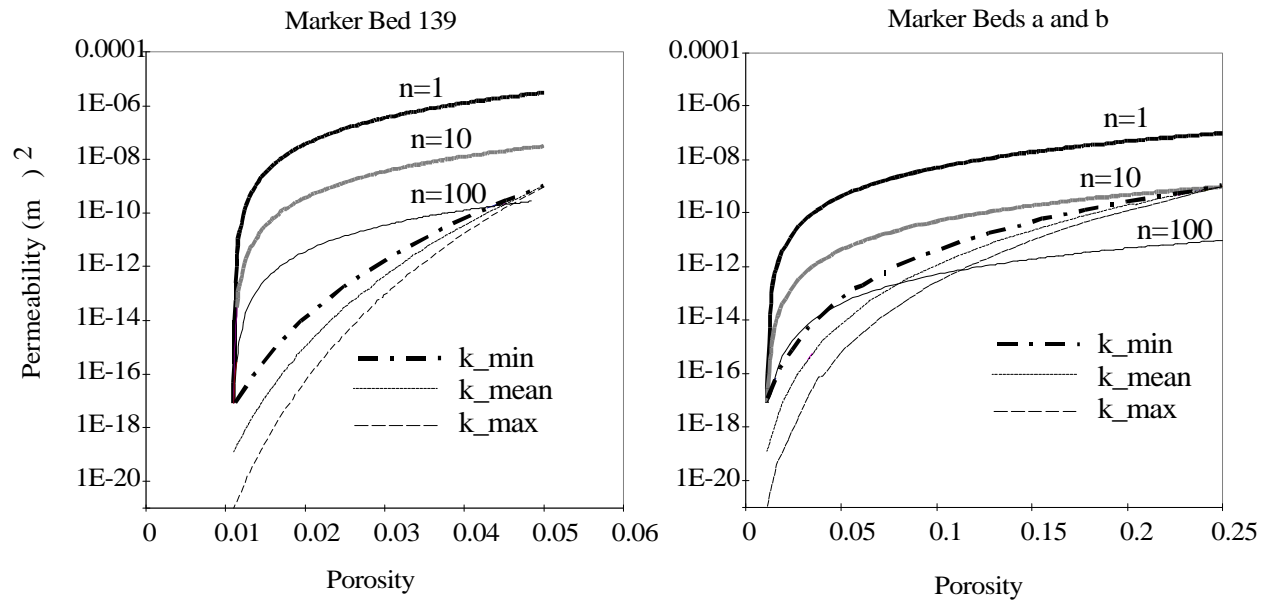 Marker Bed 139
Permeability (m ) 2
0.0001
1E-06
1E-08
1E-10
1E-12
1E-14
1E-16
1E-18
1E-20
n=1
n=10
n=100
k_min
k_mean
k_max
0 0.01 0.02 0.03 0.04 0.05 0.06
Porosity
Marker Beds a and b
0.0001
1E-06
1E-08
1E-10
1E-12
1E-14
1E-16
1E-18
1E-20
n=1
n=10
n=100
k_min
k_mean
k_max
0 0.05 0.1 0.15 0.2 0.25
Porosity